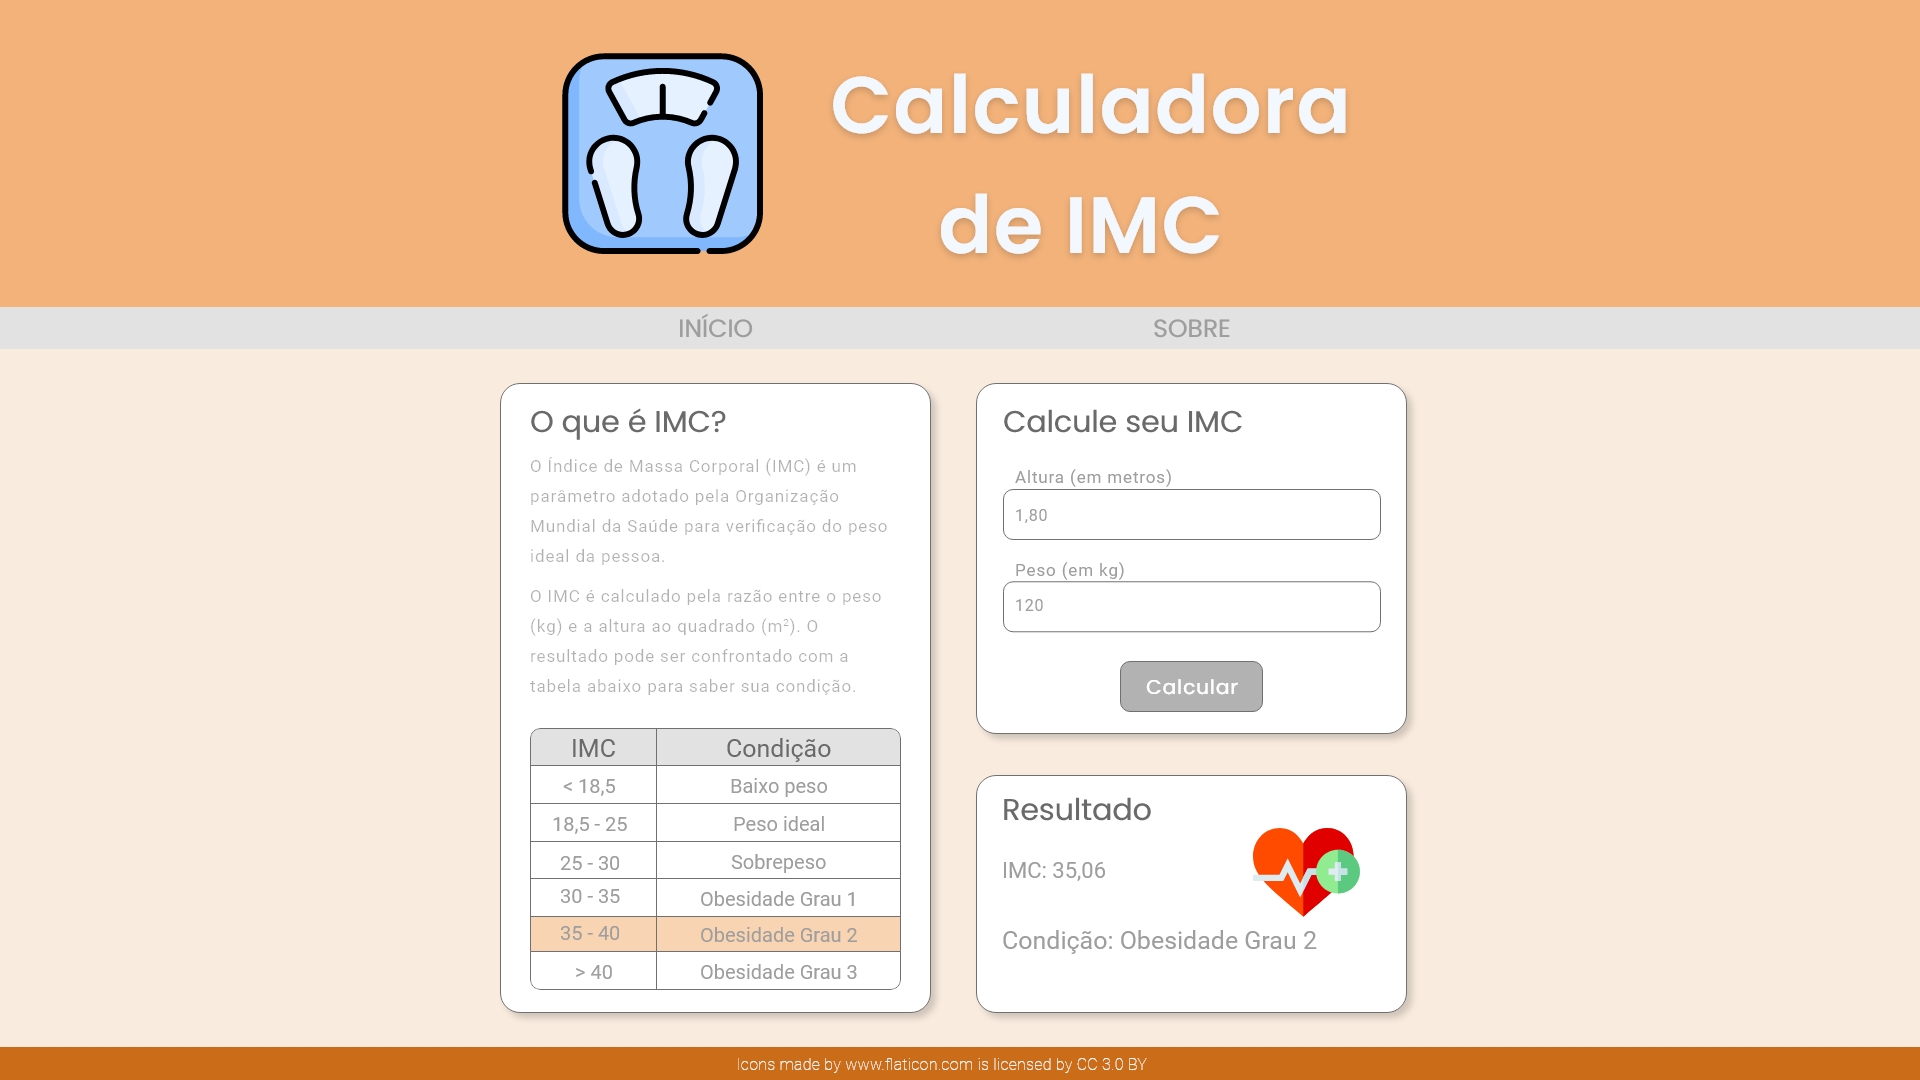 Calculadora
de IMC
INÍCIO
SOBRE
O que é IMC?
O Índice de Massa Corporal (IMC) é um
parâmetro adotado pela Organização
Mundial da Saúde para verificação do peso
ideal da pessoa.
O IMC é calculado pela razão entre o peso
(kg) e a altura ao quadrado (m²). O
resultado pode ser confrontado com a
tabela abaixo para saber sua condição.
IMC Condição
< 18,5 Baixo peso
18,5 - 25 Peso ideal
25 - 30 Sobrepeso
30 - 35 Obesidade Grau 1
35 - 40 Obesidade Grau 2
> 40 Obesidade Grau 3
Calcule seu IMC
Altura (em metros)
1,80
Peso (em kg)
120
Calcular
Resultado
IMC: 35,06
Condição: Obesidade Grau 2
Icons made by www.flaticon.com is licensed by CC 3.0 BY